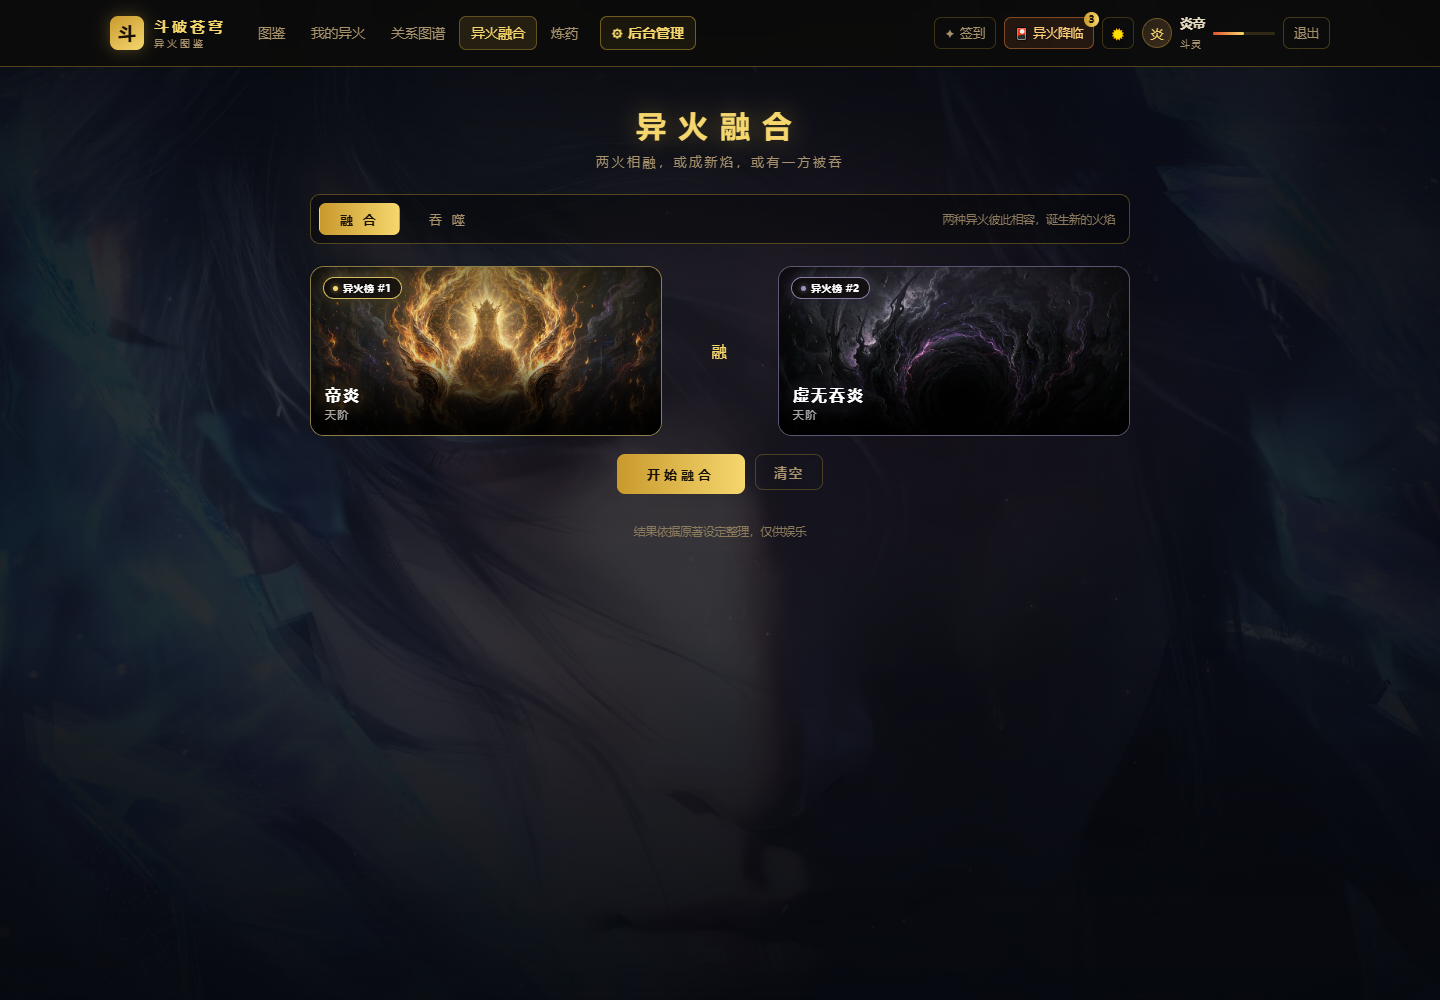 斗
斗破苍穹
异火图鉴
图鉴
我的异火
关系图谱
异火融合
炼药
后台管理
签到
异火降临
3
炎
炎帝
斗灵
退出
异火融合
两火相融，或成新焰，或有一方被吞
融 合
吞 噬
两种异火彼此相容，诞生新的火焰
异火榜 #1
帝炎
天阶
融
异火榜 #2
虚无吞炎
天阶
开始融合
清空
结果依据原著设定整理，仅供娱乐